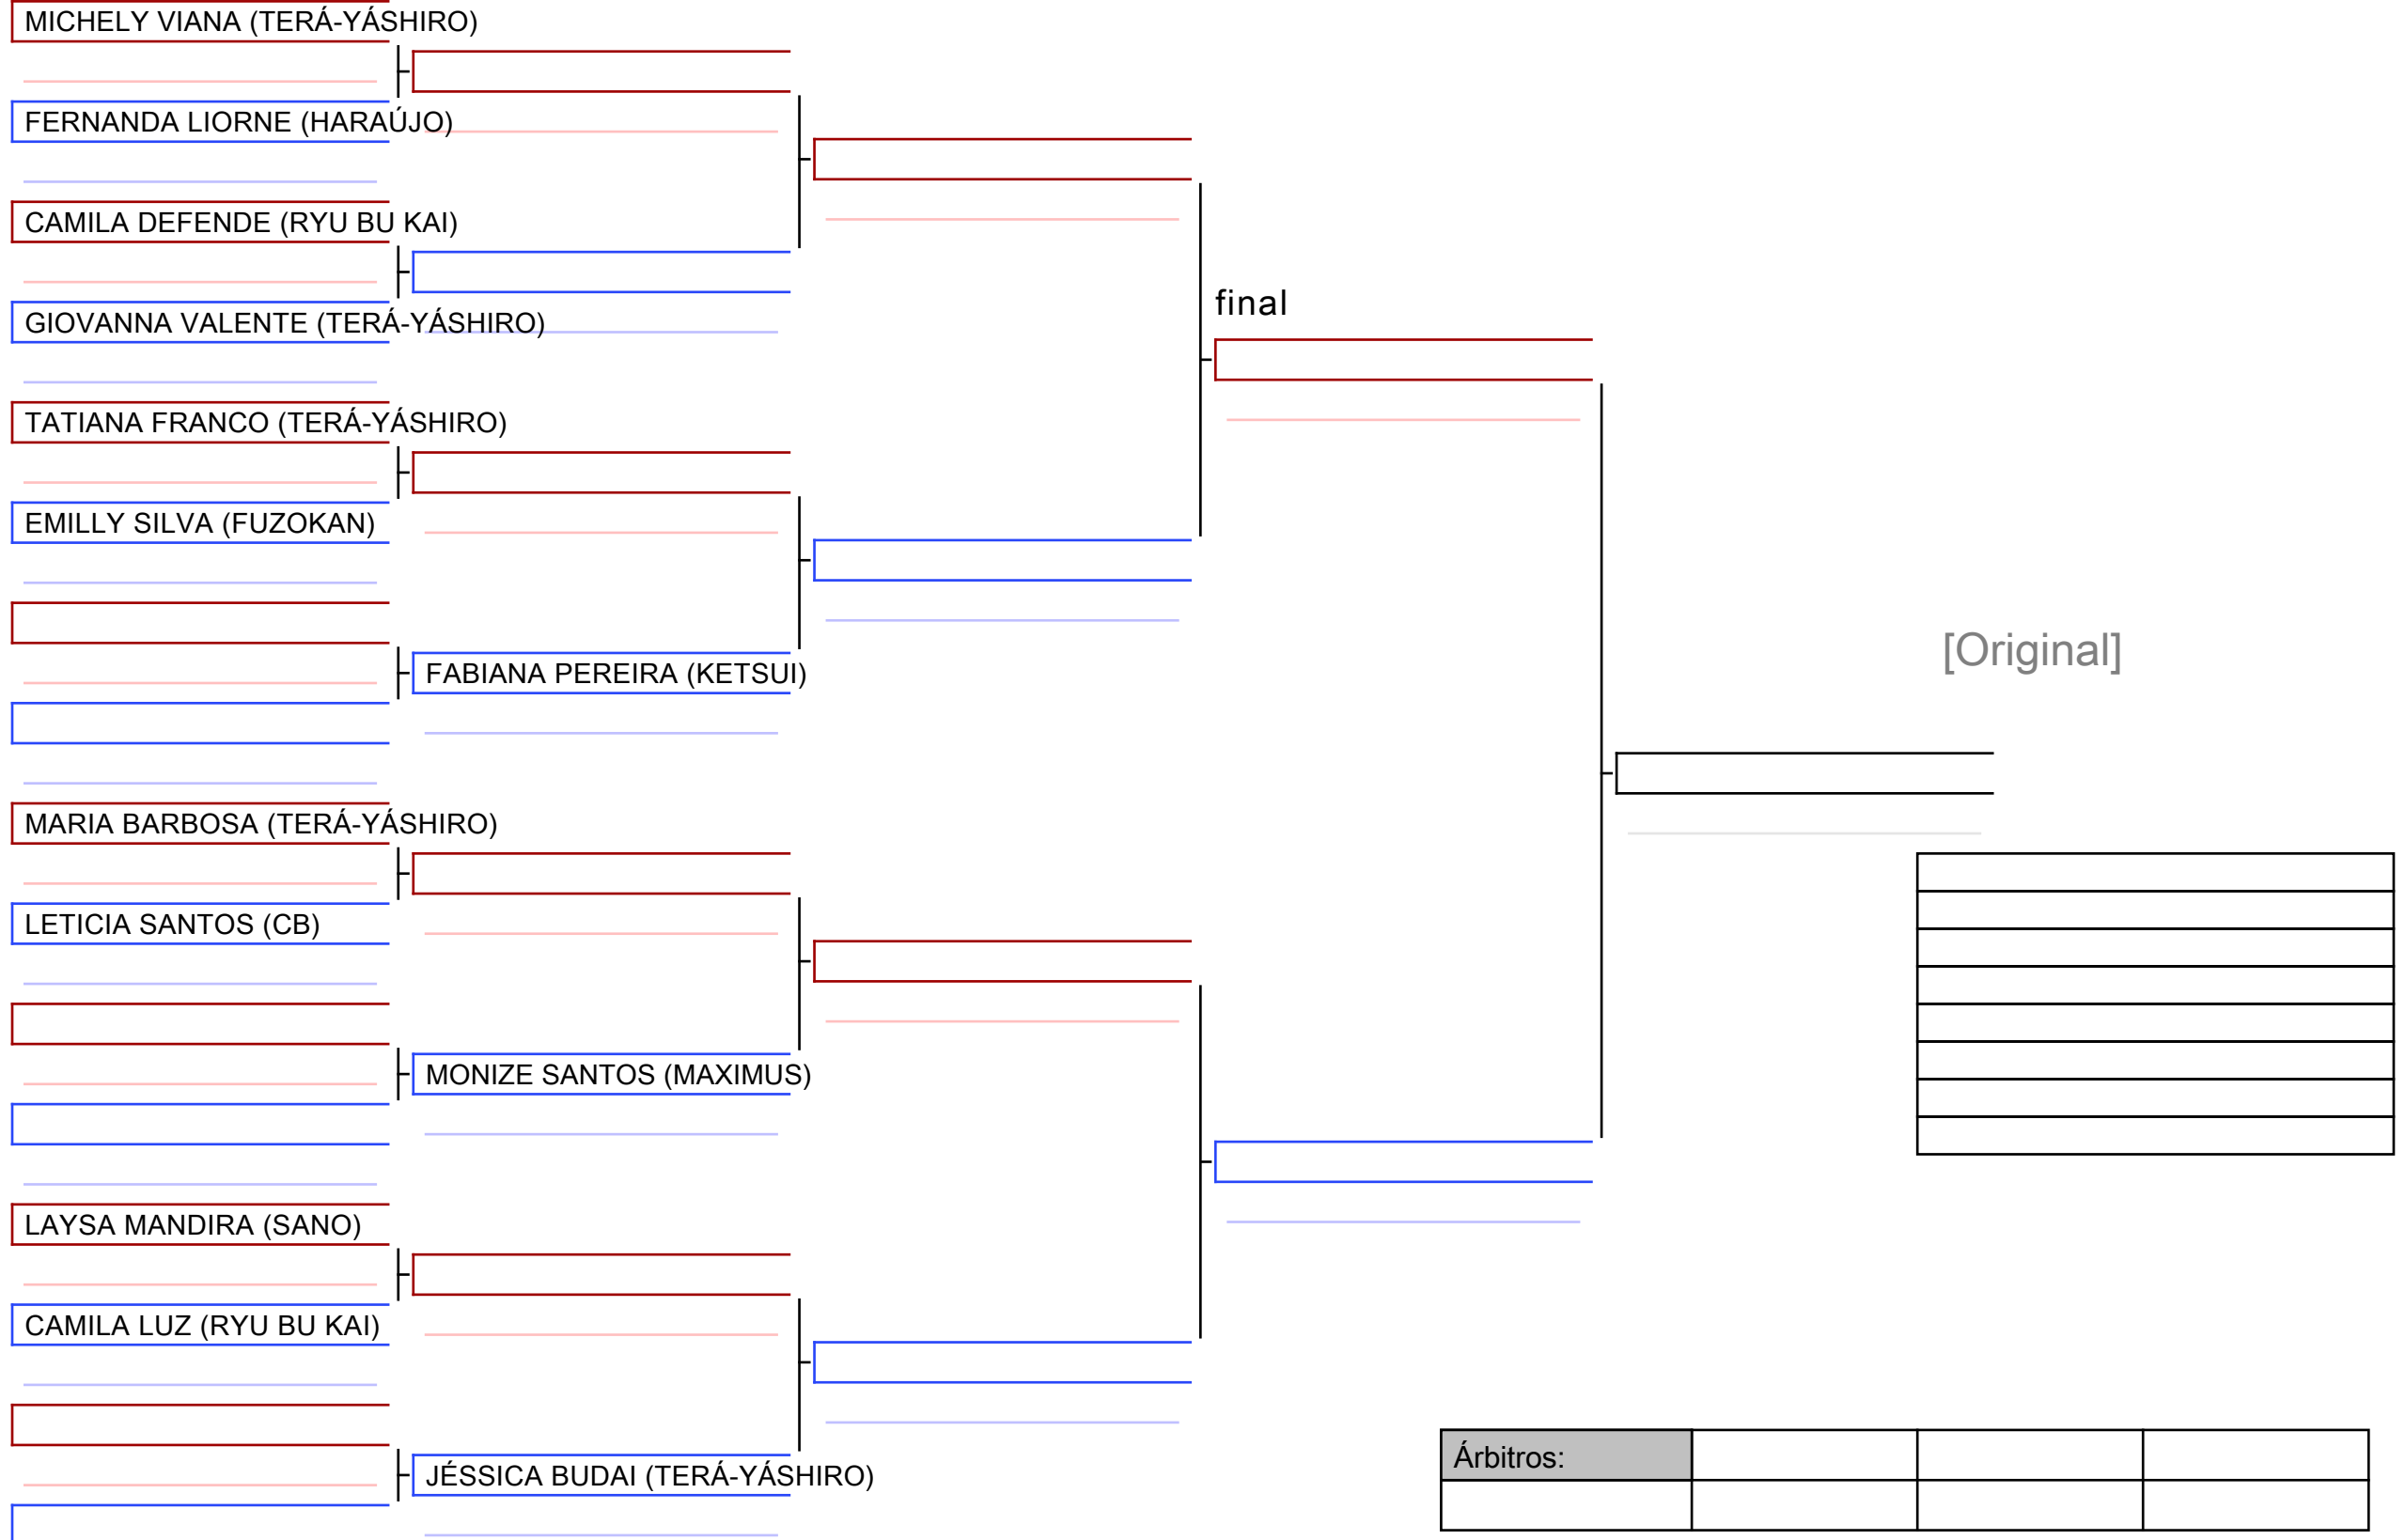 MICHELY VIANA (TERÁ-YÁSHIRO)
FERNANDA LIORNE (HARAÚJO)
CAMILA DEFENDE (RYU BU KAI)
final
GIOVANNA VALENTE (TERÁ-YÁSHIRO)
TATIANA FRANCO (TERÁ-YÁSHIRO)
EMILLY SILVA (FUZOKAN)
[Original]
FABIANA PEREIRA (KETSUI)
MARIA BARBOSA (TERÁ-YÁSHIRO)
LETICIA SANTOS (CB)
MONIZE SANTOS (MAXIMUS)
LAYSA MANDIRA (SANO)
CAMILA LUZ (RYU BU KAI)
Árbitros:
JÉSSICA BUDAI (TERÁ-YÁSHIRO)